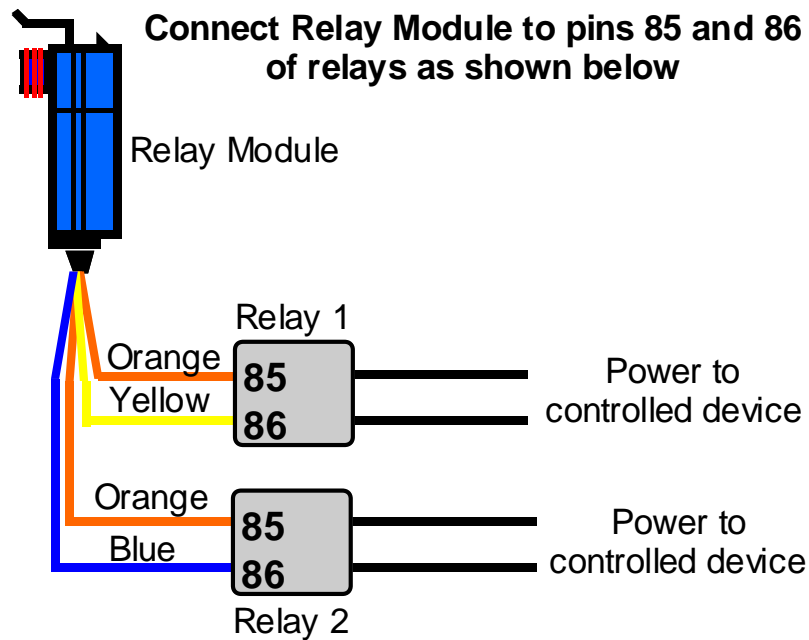 Connect Relay Module to pins 85 and 86
of relays as shown below
Relay Module
Relay 1
Orange
85
Yellow
86
Power to
controlled device
Orange
85
Blue
86
Power to
controlled device
Relay 2